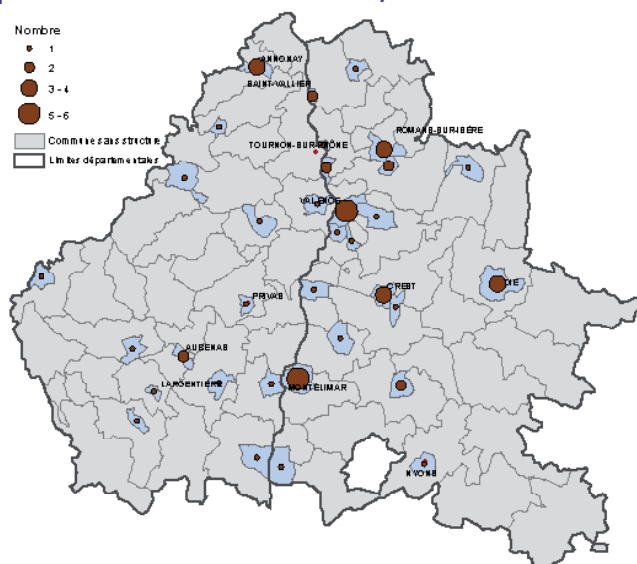 Nombre
1
2
3 - 4
5 - 6
Commune sans structure
Limites départementales
ANNONAY
SAINT-VALLIER
ROMANS-SUR-ISÈRE
TOURNON-SUR-RHÔNE
VALENCE
DIE
CREST
PRIVAS
AUBENAS
LARGENTIÈRE
MONTÉLIMAR
NYONS